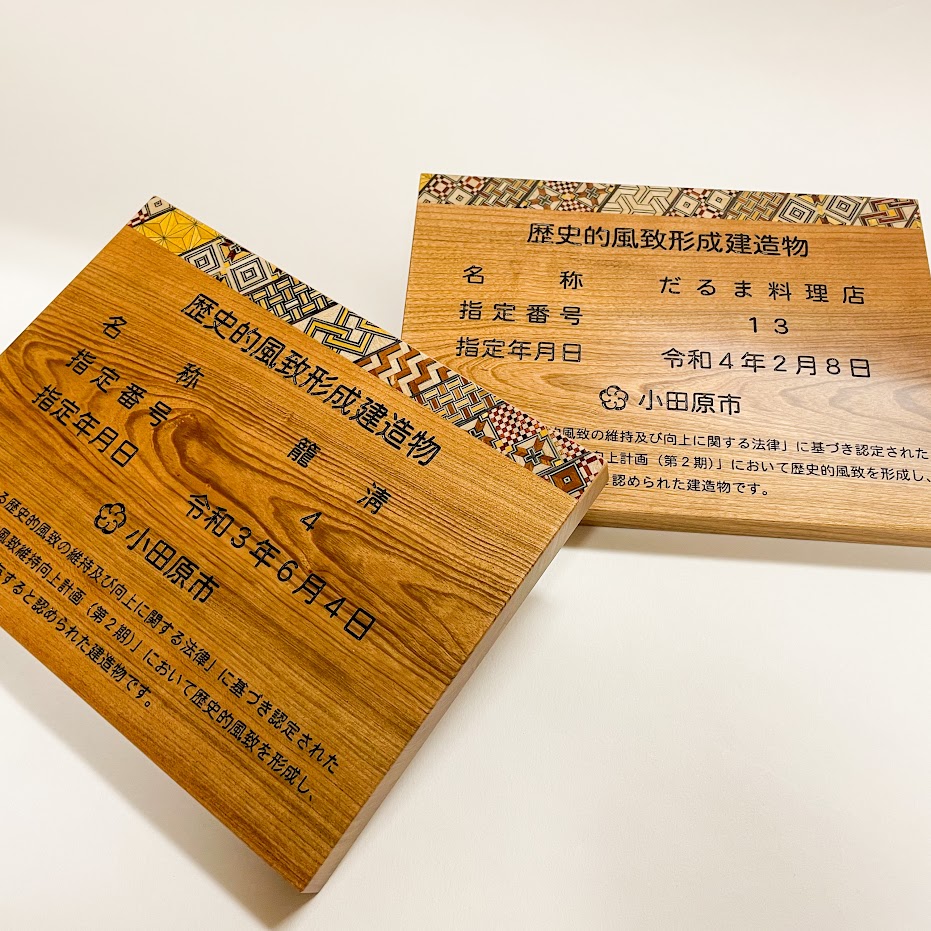 歴史的風致形成建造物
名称 籠淸
指定番号 4
指定年月日 令和3年6月4日
小田原市
る歴史的風致の維持及び向上に関する法律」に基づき認定された
風致維持向上計画(第2期)」において歴史的風致を形成し、
有すると認められた建造物です。
歴史的風致形成建造物
名称 だるま料理店
指定番号 13
指定年月日 令和4年2月8日
小田原市
風致の維持及び向上に関する法律」に基づき認定された
上計画(第2期)」において歴史的風致を形成し、
認められた建造物です。